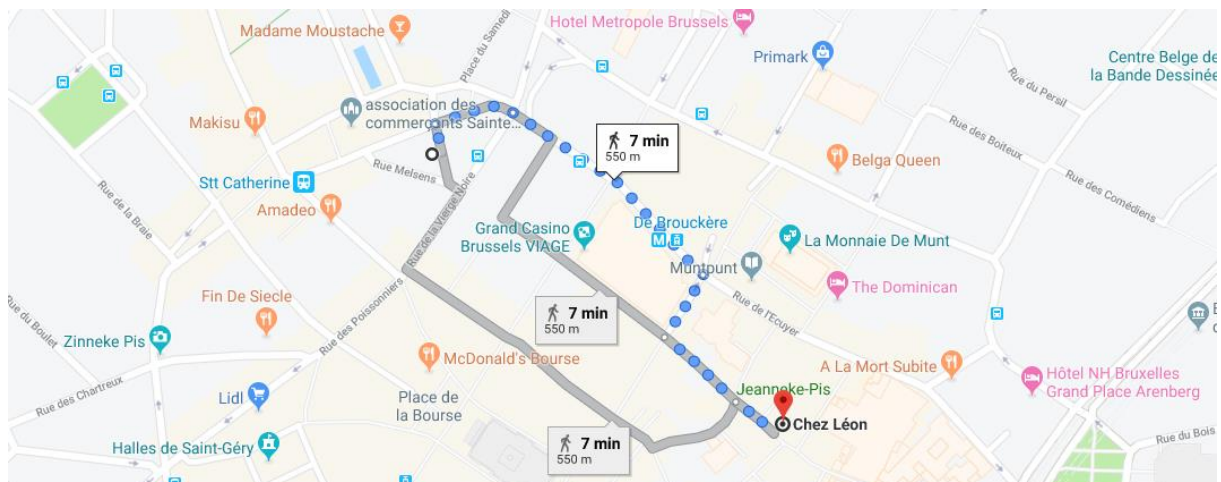 Hotel Metropole Brussels
Madame Moustache
Place du Samedi
Primark
Centre Belge de
la Bande Dessinée
Rue du Persil
association des
commerçants Sainte...
Makisu
7 min
550 m
Rue des Boiteux
Belga Queen
Rue Melsens
Stt Catherine
Rue des Comédiens
Amadeo
Rue de la Braie
Rue de la Vierge Noire
Grand Casino
Brussels VIAGE
De Brouckère
M
La Monnaie De Munt
Muntpunt
The Dominican
Fin De Siecle
Rue de l'Ecuyer
Rue du Boulet
Rue des Poissonniers
7 min
550 m
Zinneke Pis
McDonald's Bourse
A La Mort Subite
Hôtel NH Bruxelles
Grand Place Arenberg
Rue des Chartreux
Lidl
Place de
la Bourse
Jeanneke-Pis
Chez Léon
7 min
550 m
Halles de Saint-Géry
Rue du Bois